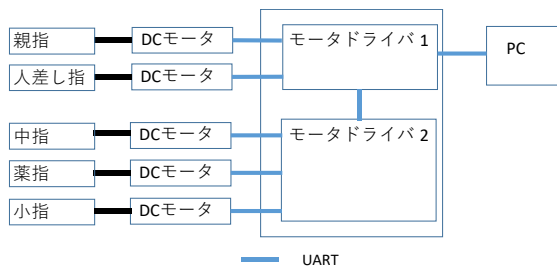 親指
DCモータ
モータドライバ 1
PC
人差し指
DCモータ
中指
DCモータ
モータドライバ 2
薬指
DCモータ
小指
DCモータ
UART